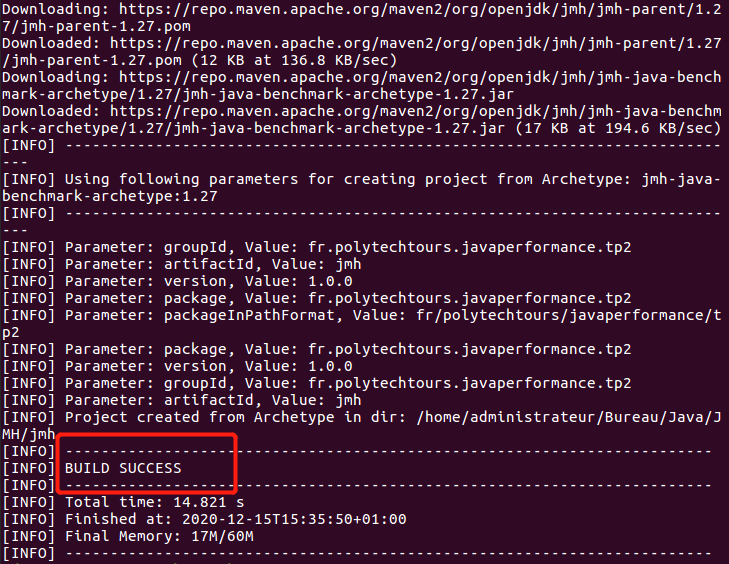 Downloading: https://repo.maven.apache.org/maven2/org/openjdk/jmh/jmh-parent/1.2
7/jmh-parent-1.27.pom
Downloaded: https://repo.maven.apache.org/maven2/org/openjdk/jmh/jmh-parent/1.27
/jmh-parent-1.27.pom (12 KB at 136.8 KB/sec)
Downloading: https://repo.maven.apache.org/maven2/org/openjdk/jmh/jmh-java-bench
mark-archetype/1.27/jmh-java-benchmark-archetype-1.27.jar
Downloaded: https://repo.maven.apache.org/maven2/org/openjdk/jmh/jmh-java-benchm
ark-archetype/1.27/jmh-java-benchmark-archetype-1.27.jar (17 KB at 194.6 KB/sec)
[INFO] -------------------------------------------------------------------------
---
[INFO] Using following parameters for creating project from Archetype: jmh-java-
benchmark-archetype:1.27
[INFO] -------------------------------------------------------------------------
---
[INFO] Parameter: groupId, Value: fr.polytechtours.javaperformance.tp2
[INFO] Parameter: artifactId, Value: jmh
[INFO] Parameter: version, Value: 1.0.0
[INFO] Parameter: package, Value: fr.polytechtours.javaperformance.tp2
[INFO] Parameter: packageInPathFormat, Value: fr/polytechtours/javaperformance/t
p2
[INFO] Parameter: package, Value: fr.polytechtours.javaperformance.tp2
[INFO] Parameter: version, Value: 1.0.0
[INFO] Parameter: groupId, Value: fr.polytechtours.javaperformance.tp2
[INFO] Parameter: artifactId, Value: jmh
[INFO] Project created from Archetype in dir: /home/administrateur/Bureau/Java/J
MH/jmh
[INFO] ------------------------------------------------------------------------
[INFO] BUILD SUCCESS
[INFO] ------------------------------------------------------------------------
[INFO] Total time: 14.821 s
[INFO] Finished at: 2020-12-15T15:35:50+01:00
[INFO] Final Memory: 17M/60M
[INFO] ------------------------------------------------------------------------